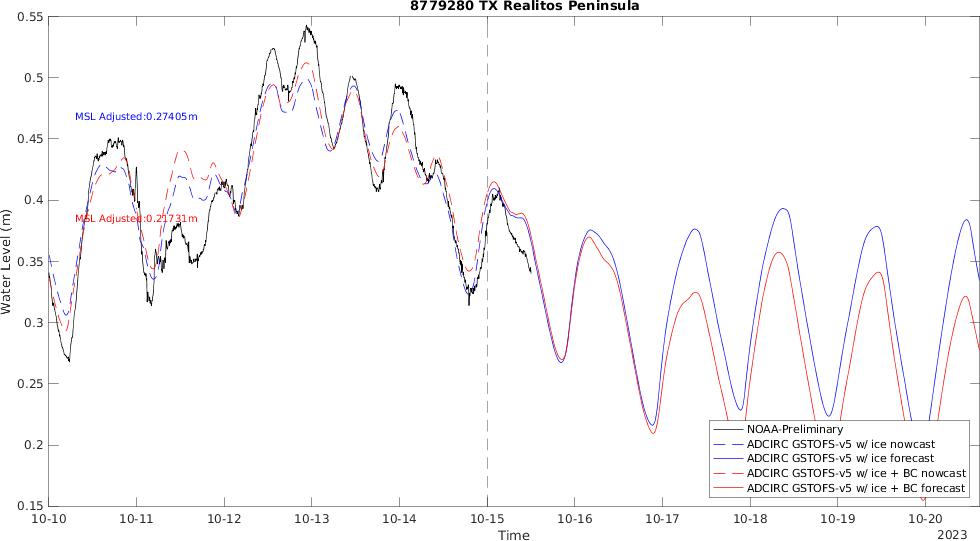 8779280 TX Realitos Peninsula
0.55
0.5
0.45
0.4
0.35
0.3
0.25
0.2
0.15
Water Level (m)
MSL Adjusted:0.27405m
MSL Adjusted:0.21731m
NOAA-Preliminary
ADCIRC GSTOFS-v5 w/ ice nowcast
ADCIRC GSTOFS-v5 w/ ice forecast
ADCIRC GSTOFS-v5 w/ ice + BC nowcast
ADCIRC GSTOFS-v5 w/ ice + BC forecast
10-10 10-11 10-12 10-13 10-14 10-15 10-16 10-17 10-18 10-19 10-20
Time
2023